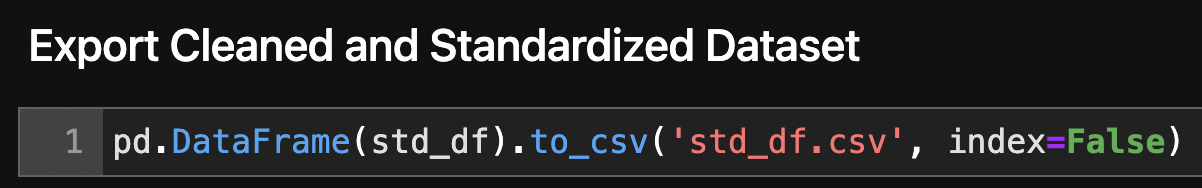 Export Cleaned and Standardized Dataset
1 pd.DataFrame(std_df).to_csv('std_df.csv', index=False)